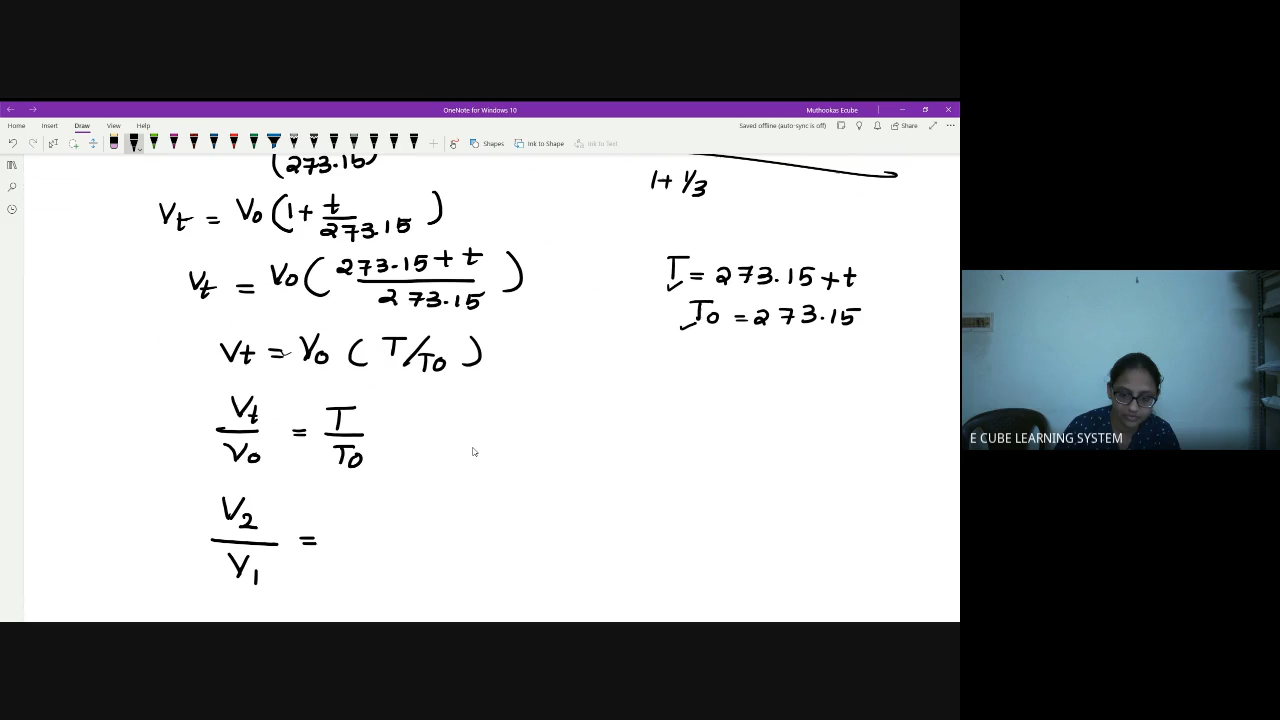 OneNote for Windows 10
Muthookas Ecube
Home Insert Draw View Help
Saved offline (auto-sync is off)
Share
Shapes
Ink to Shape
Ink to Text
(273.15)
1 + 1/3
Vt = V0 (1 + t/273.15)
Vt = V0 (273.15 + t/273.15)
T = 273.15 + t
T0 = 273.15
Vt = V0 (T/T0)
Vt/V0 = T/T0
V2/V1 =
E CUBE LEARNING SYSTEM